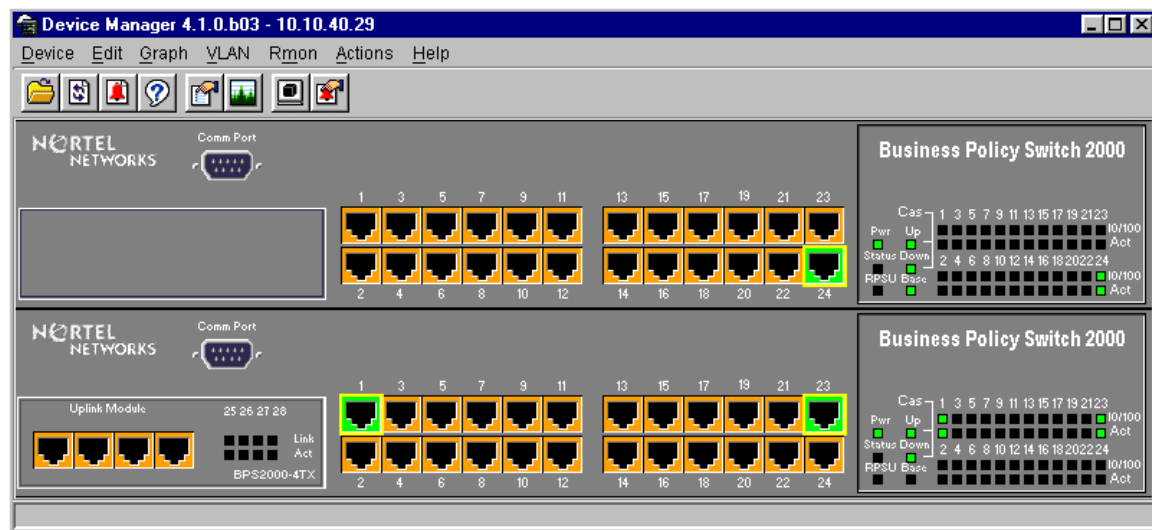 Device Manager 4.1.0.b03 - 10.10.40.29
Device Edit Graph VLAN Rmon Actions Help
NORTEL
NETWORKS
Comm Port
Business Policy Switch 2000
1 3 5 7 9 11 13 15 17 19 21 23
2 4 6 8 10 12 14 16 18 20 22 24
Cas
1 3 5 7 9 11 13 15 17 19 21 23
Pwr Up
10/100
Act
Status Down
2 4 6 8 10 12 14 16 18 20 22 24
RPSU Base
10/100
Act
NORTEL
NETWORKS
Comm Port
Business Policy Switch 2000
Uplink Module
25 26 27 28
Link
Act
BPS2000-4TX
1 3 5 7 9 11 13 15 17 19 21 23
2 4 6 8 10 12 14 16 18 20 22 24
Cas
1 3 5 7 9 11 13 15 17 19 21 23
Pwr Up
10/100
Act
Status Down
2 4 6 8 10 12 14 16 18 20 22 24
RPSU Base
10/100
Act